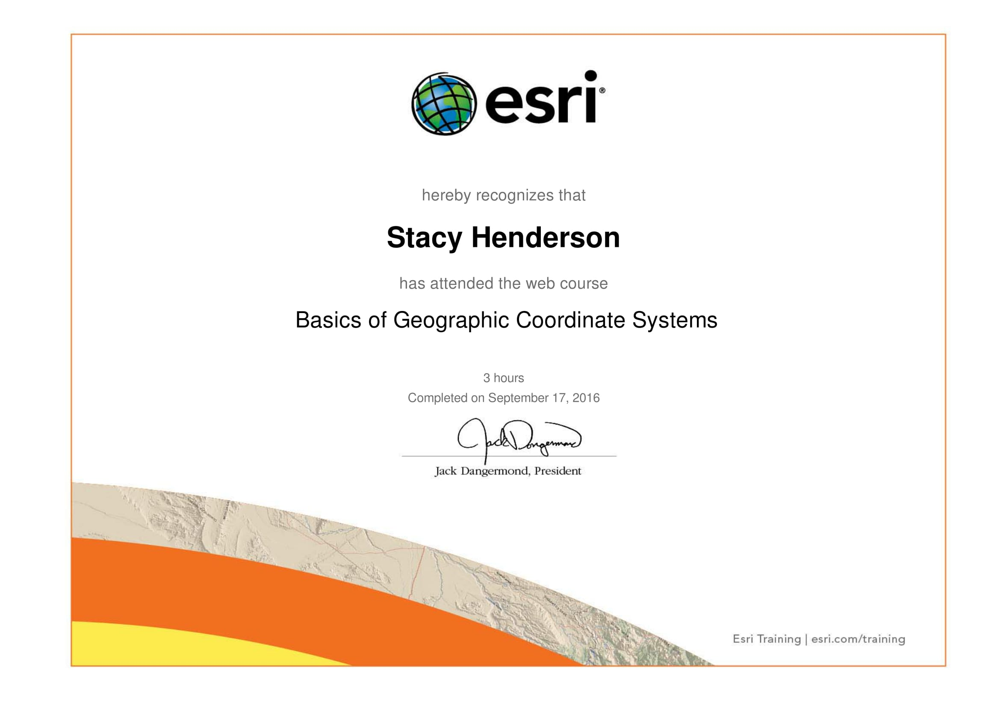 esri®
hereby recognizes that
Stacy Henderson
has attended the web course
Basics of Geographic Coordinate Systems
3 hours
Completed on September 17, 2016
Jack Dangermond
Jack Dangermond, President
Esri Training | esri.com/training